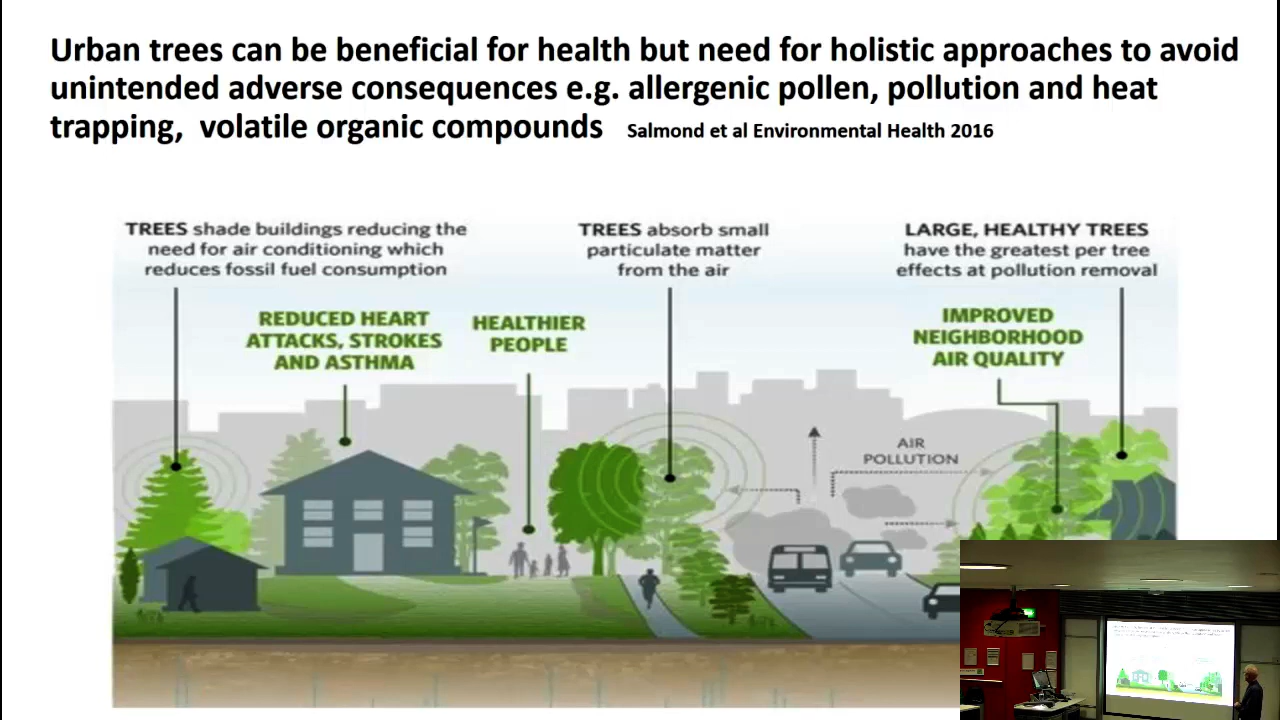 Urban trees can be beneficial for health but need for holistic approaches to avoid
unintended adverse consequences e.g. allergenic pollen, pollution and heat
trapping, volatile organic compounds Salmond et al Environmental Health 2016
TREES shade buildings reducing the
need for air conditioning which
reduces fossil fuel consumption
TREES absorb small
particulate matter
from the air
LARGE, HEALTHY TREES
have the greatest per tree
effects at pollution removal
REDUCED HEART
ATTACKS, STROKES
AND ASTHMA
HEALTHIER
PEOPLE
IMPROVED
NEIGHBORHOOD
AIR QUALITY
AIR
POLLUTION